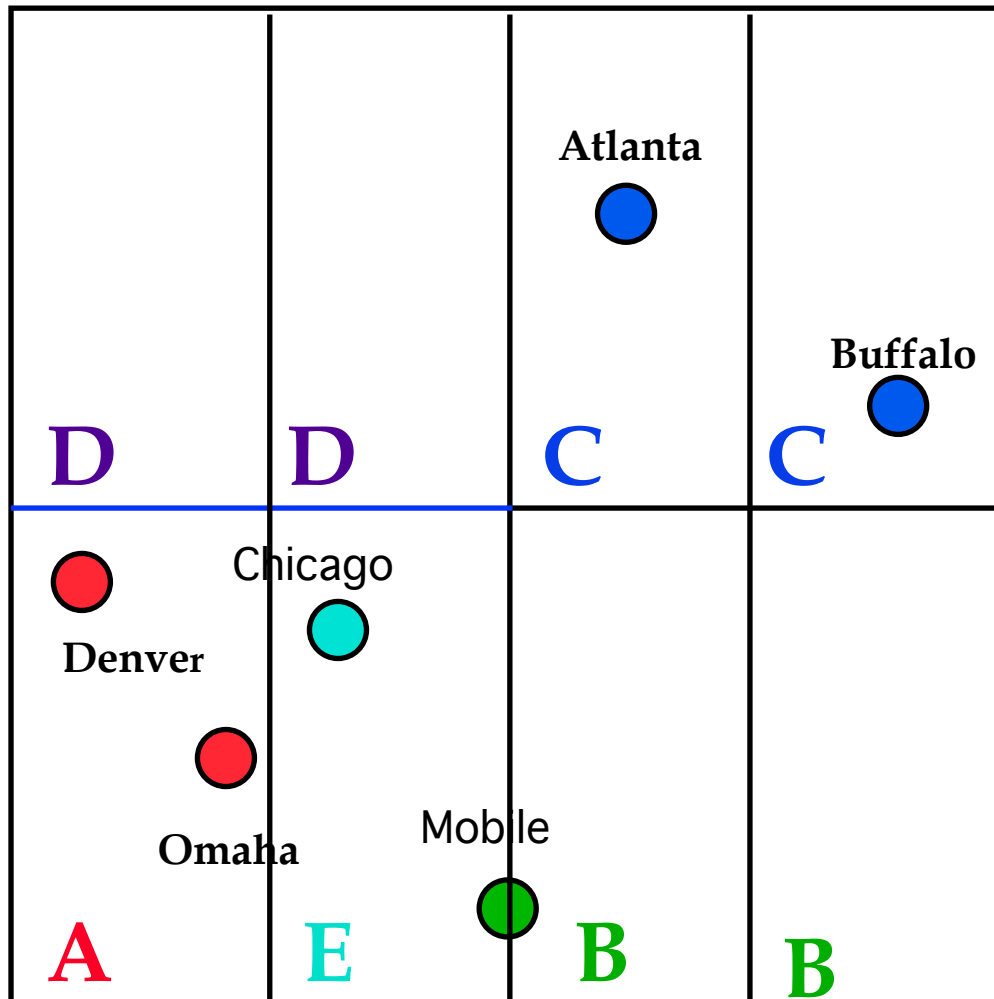 Atlanta
Buffalo
D D C C
Chicago
Denver
Mobile
Omaha
A E B B